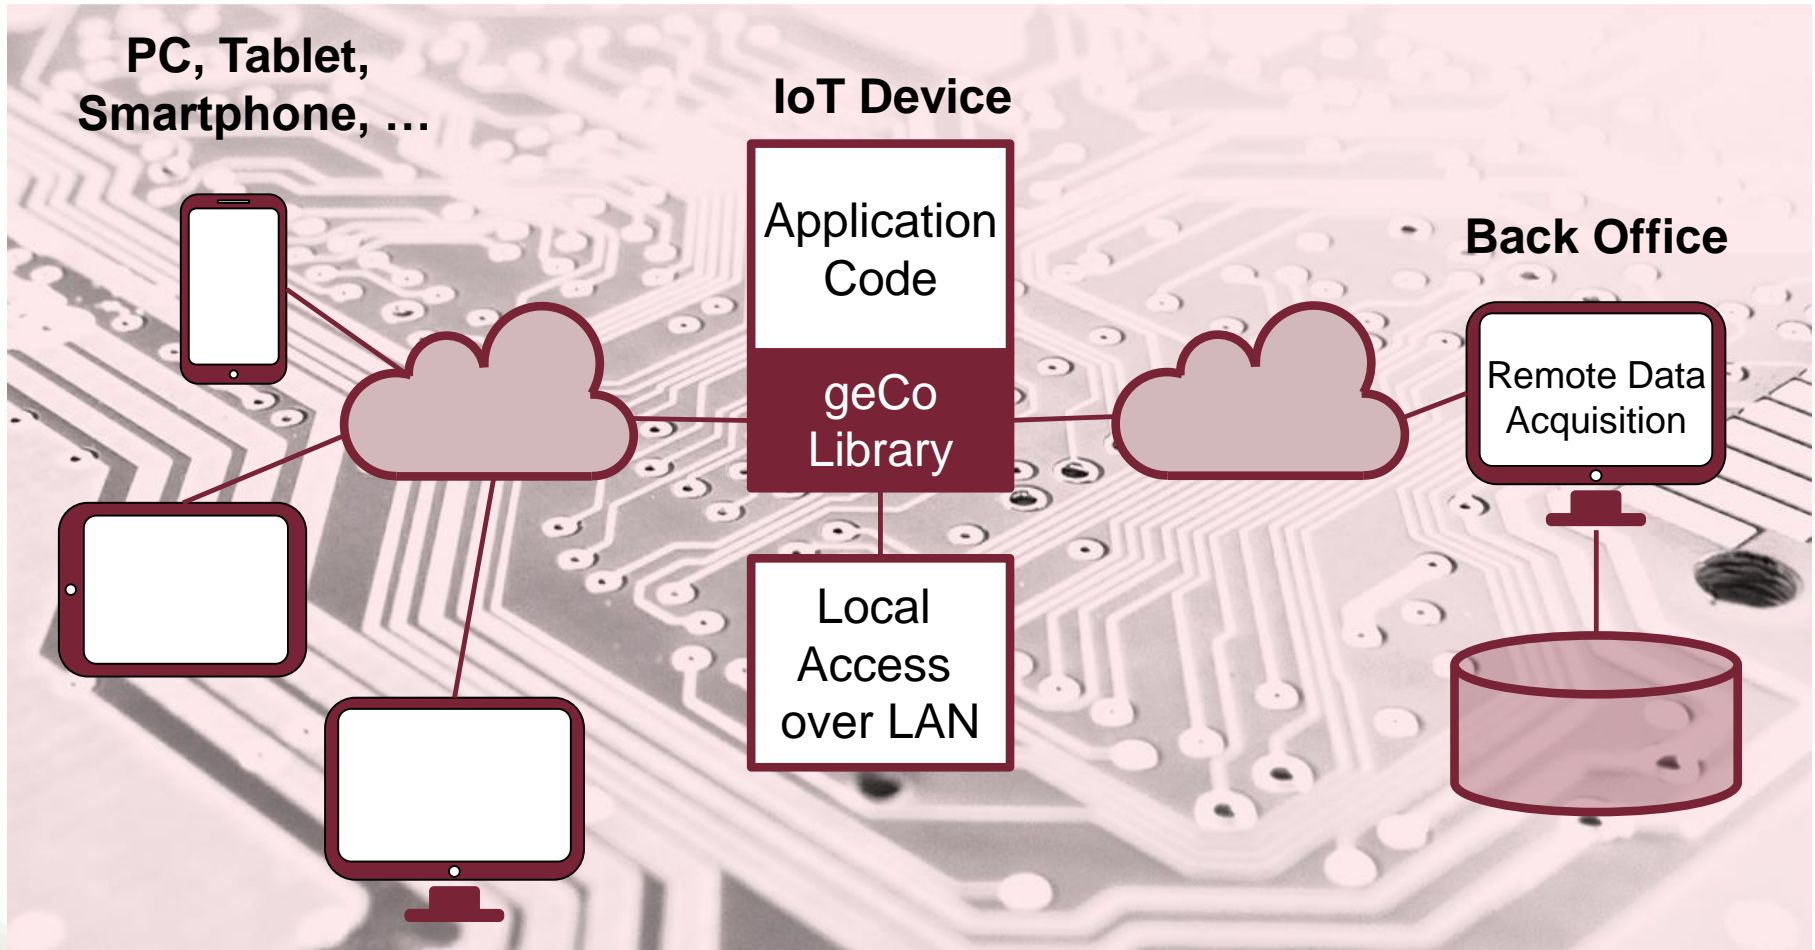 PC, Tablet,
Smartphone, …
IoT Device
Application
Code
geCo
Library
Local
Access
over LAN
Back Office
Remote Data
Acquisition